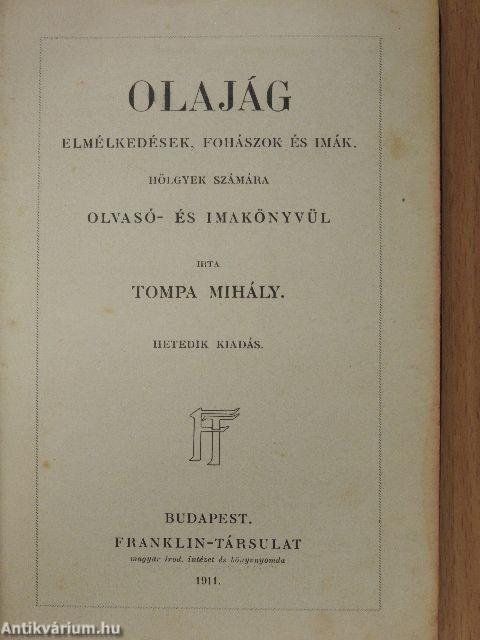 OLAJÁG
ELMÉLKEDÉSEK, FOHÁSZOK ÉS IMÁK.
HÖLGYEK SZÁMÁRA
OLVASÓ- ÉS IMAKÖNYVÜL
IRTA
TOMPA MIHÁLY.
HETEDIK KIADÁS.
FT
BUDAPEST.
FRANKLIN-TÁRSULAT
magyar irod. intézet és könyvnyomda
1911.
Antikvárium.hu